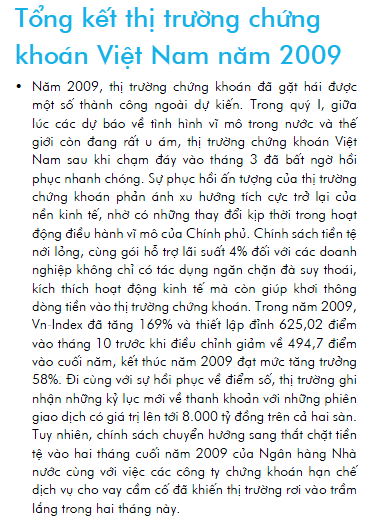 Tổng kết thị trường chứng
khoán Việt Nam năm 2009
• Năm 2009, thị trường chứng khoán đã gặt hái được
một số thành công ngoài dự kiến. Trong quý I, giữa
lúc các dự báo về tình hình vĩ mô trong nước và thế
giới còn đang rất u ám, thị trường chứng khoán Việt
Nam sau khi chạm đáy vào tháng 3 đã bất ngờ hồi
phục nhanh chóng. Sự phục hồi ấn tượng của thị trường
chứng khoán phản ánh xu hướng tích cực trở lại của
nền kinh tế, nhờ có những thay đổi kịp thời trong hoạt
động điều hành vĩ mô của Chính phủ. Chính sách tiền tệ
nới lỏng, cùng gói hỗ trợ lãi suất 4% đối với các doanh
nghiệp không chỉ có tác dụng ngăn chặn đà suy thoái,
kích thích hoạt động kinh tế mà còn giúp khơi thông
dòng tiền vào thị trường chứng khoán. Trong năm 2009,
Vn-Index đã tăng 169% và thiết lập đỉnh 625,02 điểm
vào tháng 10 trước khi điều chỉnh giảm về 494,7 điểm
vào cuối năm, kết thúc năm 2009 đạt mức tăng trưởng
58%. Đi cùng với sự hồi phục về điểm số, thị trường ghi
nhận những kỷ lục mới về thanh khoản với những phiên
giao dịch có giá trị lên tới 8.000 tỷ đồng trên cả hai sàn.
Tuy nhiên, chính sách chuyển hướng sang thắt chặt tiền
tệ vào hai tháng cuối năm 2009 của Ngân hàng Nhà
nước cùng với việc các công ty chứng khoán hạn chế
dịch vụ cho vay cầm cố đã khiến thị trường rơi vào trầm
lắng trong hai tháng này.